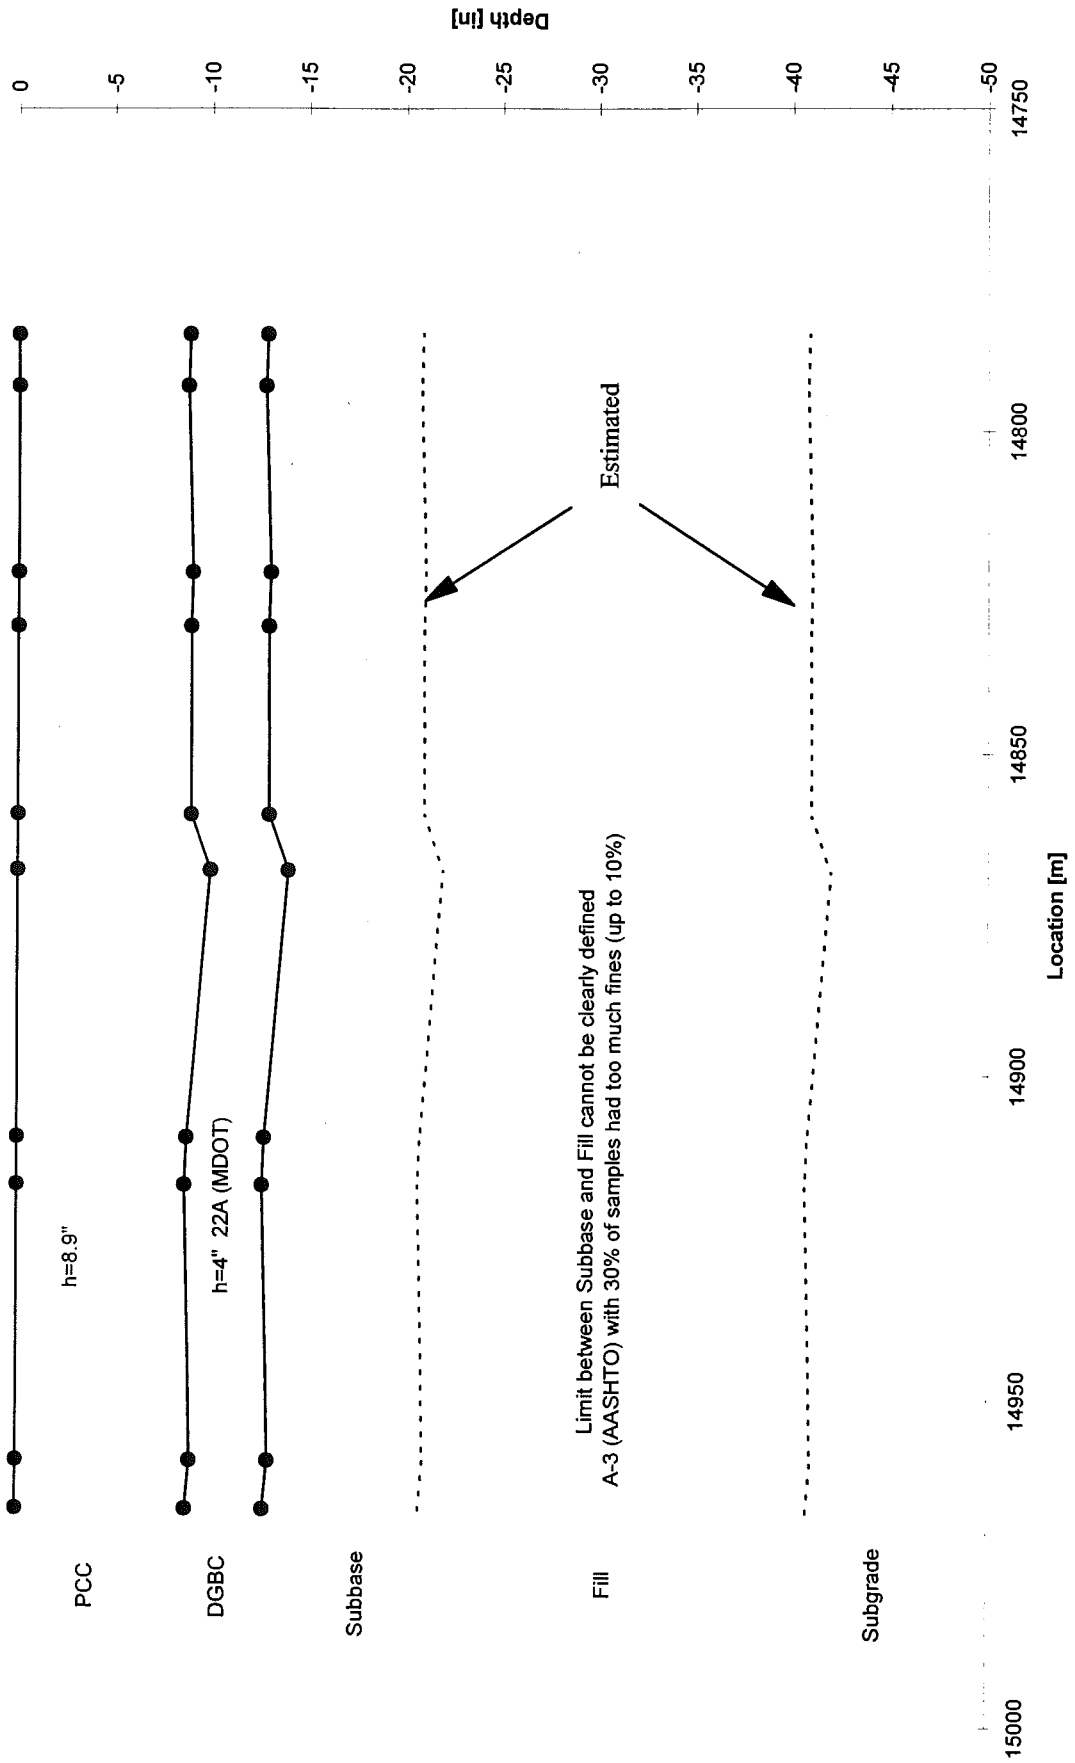 0
-5
-10
-15
-20
-25
-30
-35
-40
-45
-50
Depth [in]
PCC
h=8.9"
DGBC
h=4" 22A (MDOT)
Subbase
Estimated
Limit between Subbase and Fill cannot be clearly defined
A-3 (AASHTO) with 30% of samples had too much fines (up to 10%)
Fill
Subgrade
15000
14950
14900
14850
14800
14750
Location [m]